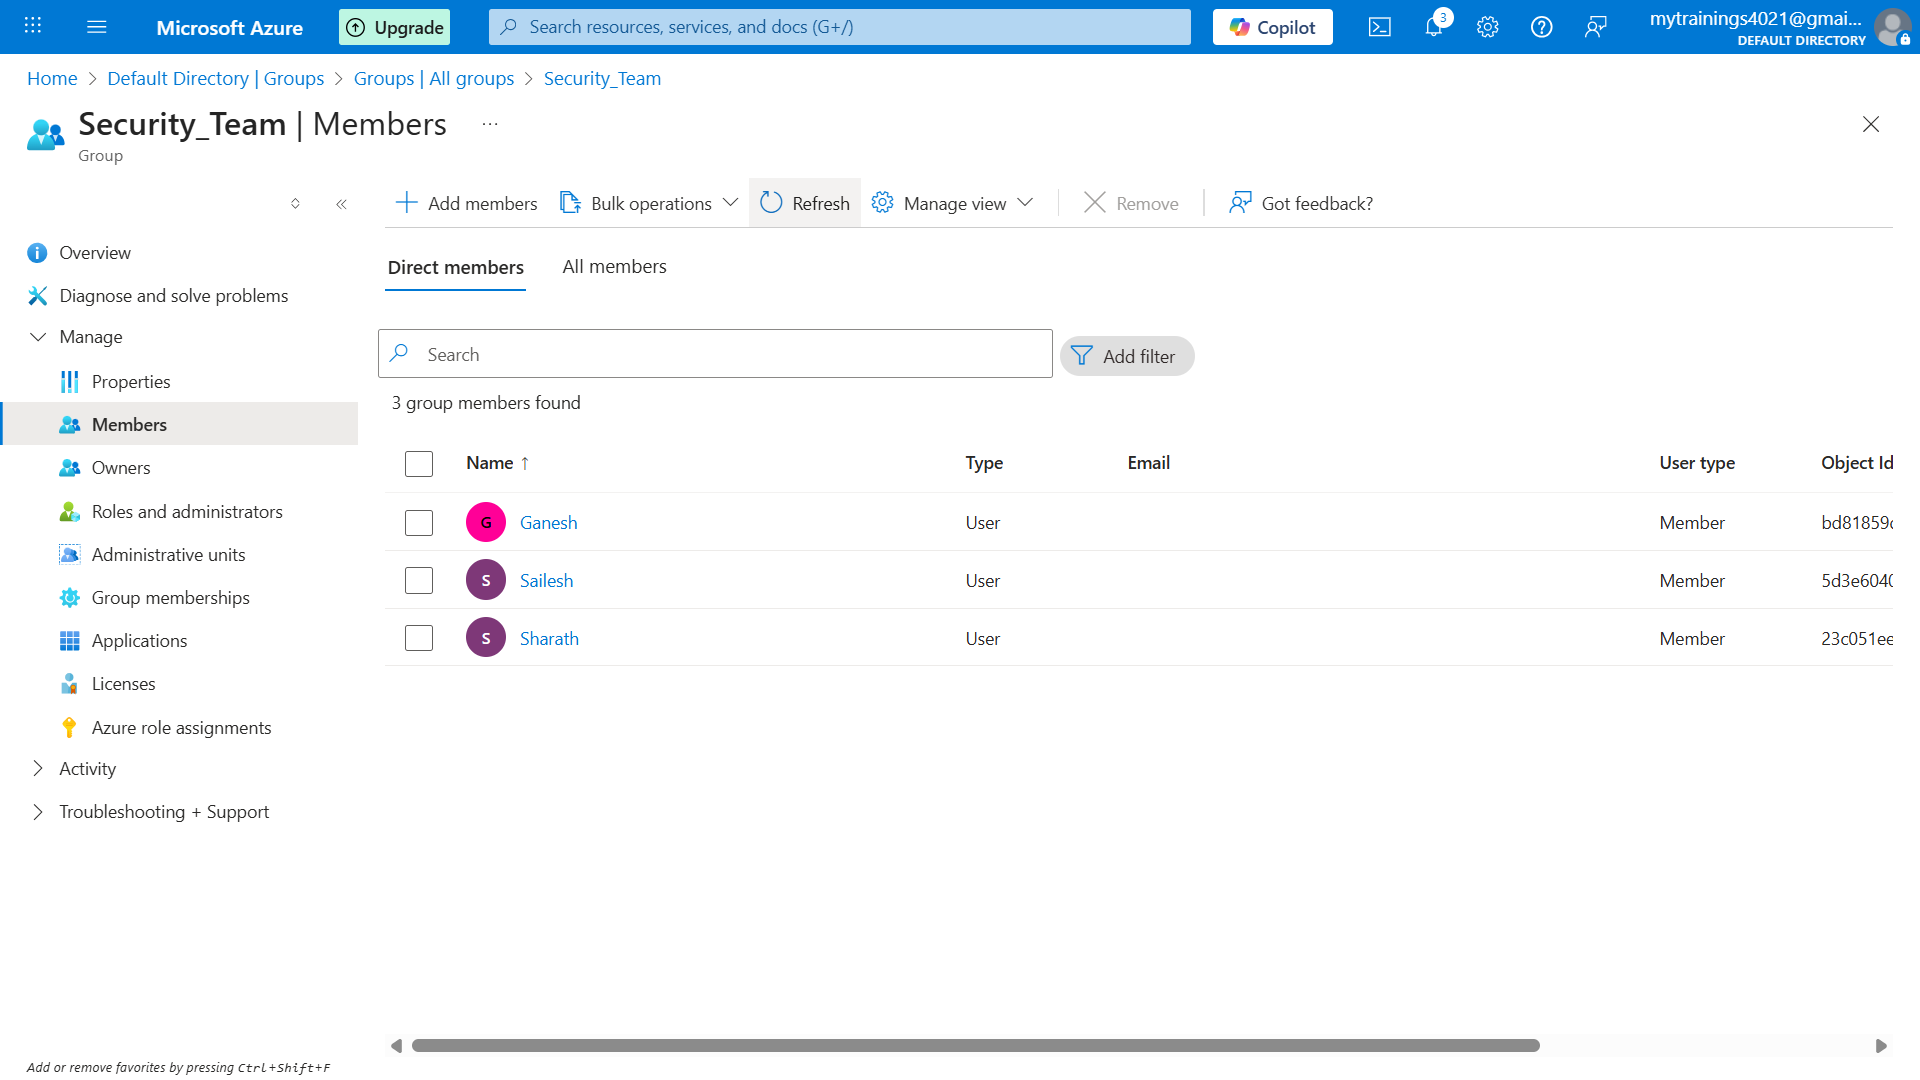 Microsoft Azure
Upgrade
Search resources, services, and docs (G+/)
Copilot
3
mytrainings4021@gmai...
DEFAULT DIRECTORY
Home > Default Directory | Groups > Groups | All groups > Security_Team
Security_Team | Members ...
Group
Add members
Bulk operations
Refresh
Manage view
Remove
Got feedback?
Overview
Diagnose and solve problems
Manage
Properties
Members
Owners
Roles and administrators
Administrative units
Group memberships
Applications
Licenses
Azure role assignments
Activity
Troubleshooting + Support
Direct members
All members
Search
Add filter
3 group members found
Name ↑ Type Email User type Object Id
G Ganesh User Member bd81859
S Sailesh User Member 5d3e6040
S Sharath User Member 23c051ee
Add or remove favorites by pressing Ctrl+Shift+F